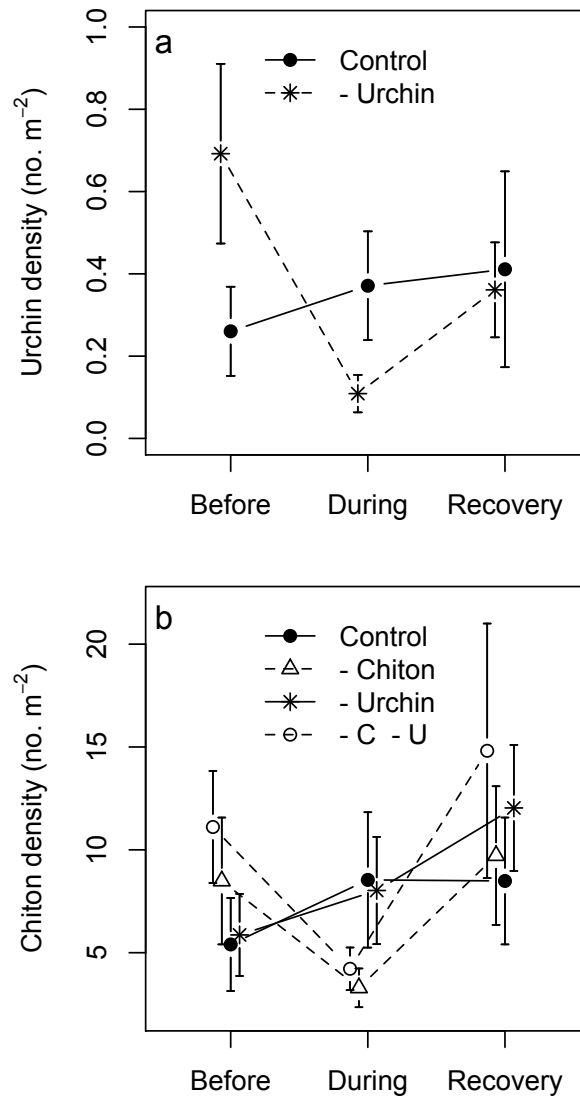 a
Control
- Urchin
Urchin density (no. m⁻²)
1.0
0.8
0.6
0.4
0.2
0.0
Before During Recovery
b
Control
- Chiton
- Urchin
- C - U
Chiton density (no. m⁻²)
20
15
10
5
Before During Recovery